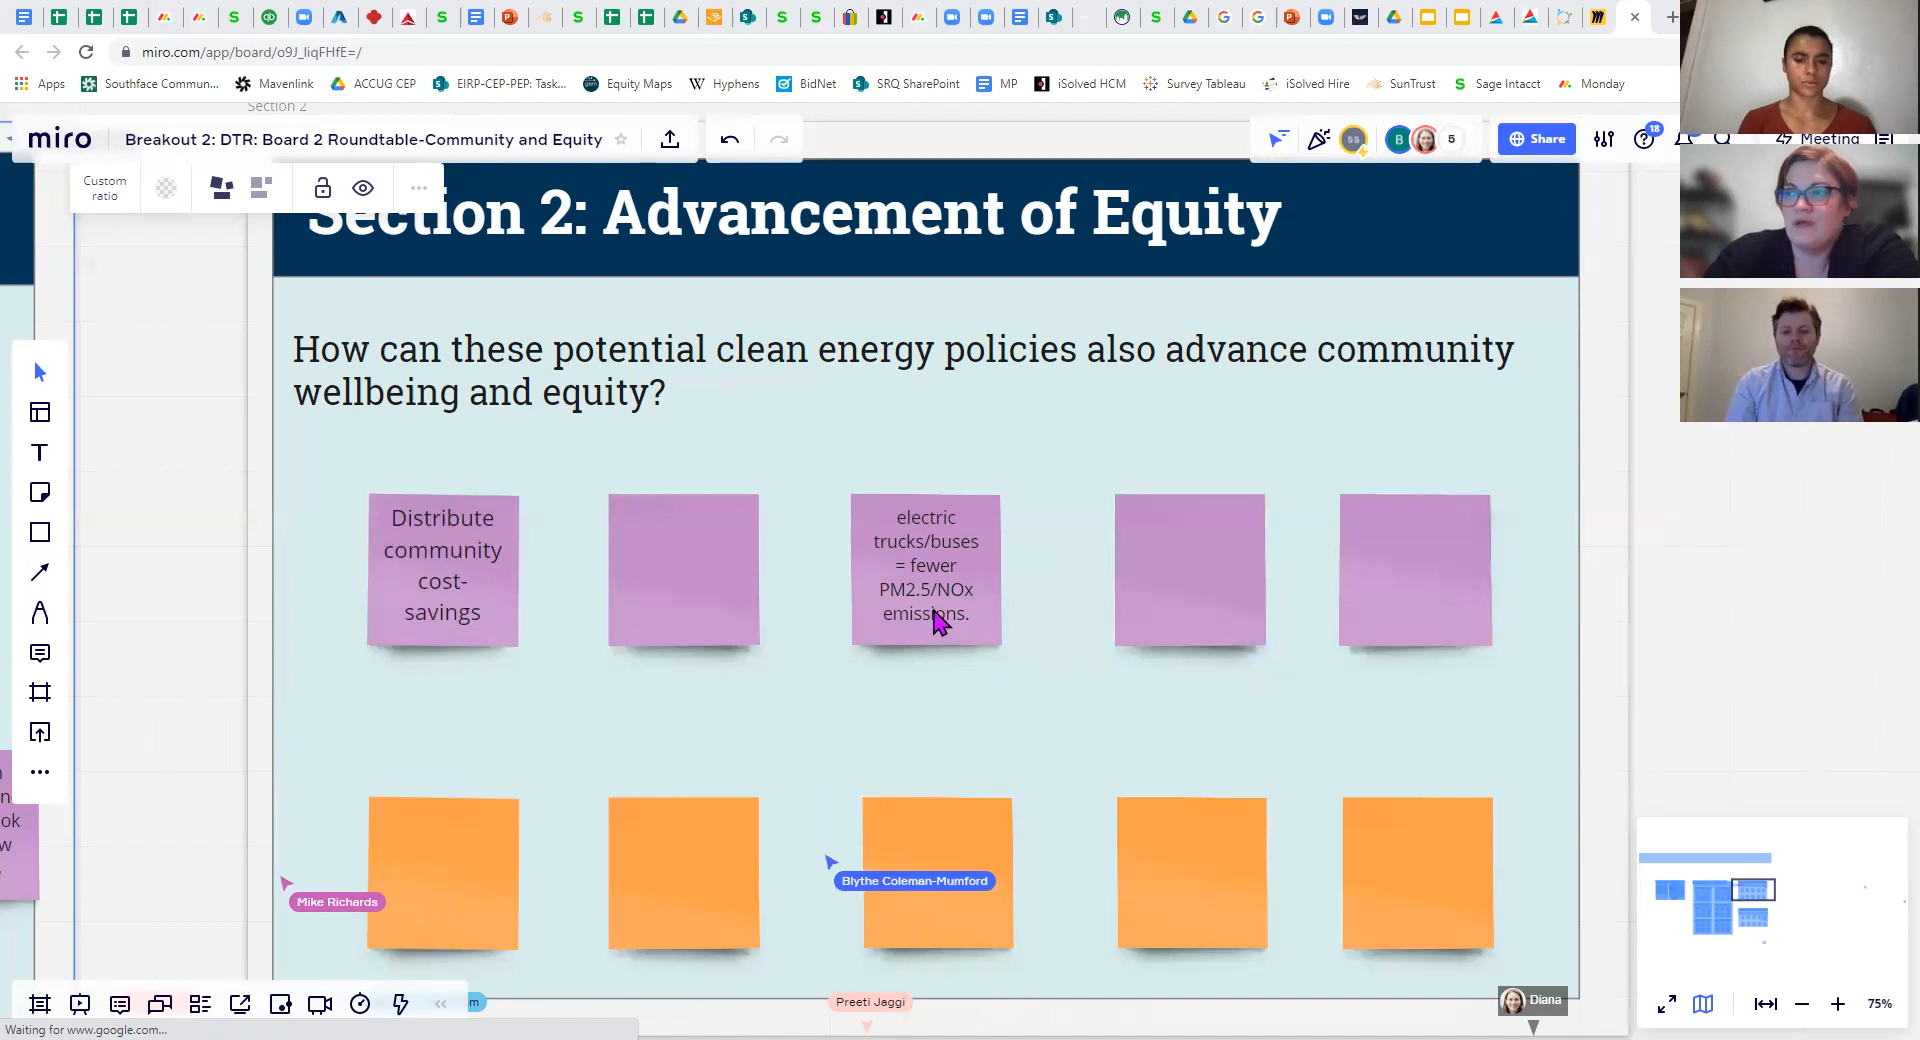 miro.com/app/board/o9J_liqFHfE=/
Apps
Southface Commun...
Mavenlink
ACCUG CEP
EIRP-CEP-PEP: Task...
Equity Maps
Hyphens
BidNet
SRQ SharePoint
MP
iSolved HCM
Survey Tableau
iSolved Hire
SunTrust
Sage Intacct
Monday
Section 2
miro
Breakout 2: DTR: Board 2 Roundtable-Community and Equity
SS
B
5
Share
18
Meeting
Custom
ratio
Section 2: Advancement of Equity
How can these potential clean energy policies also advance community
wellbeing and equity?
Distribute
community
cost-
savings
electric
trucks/buses
= fewer
PM2.5/NOx
emissions.
ok
Mike Richards
Blythe Coleman-Mumford
Preeti Jaggi
Diana
75%
Waiting for www.google.com...